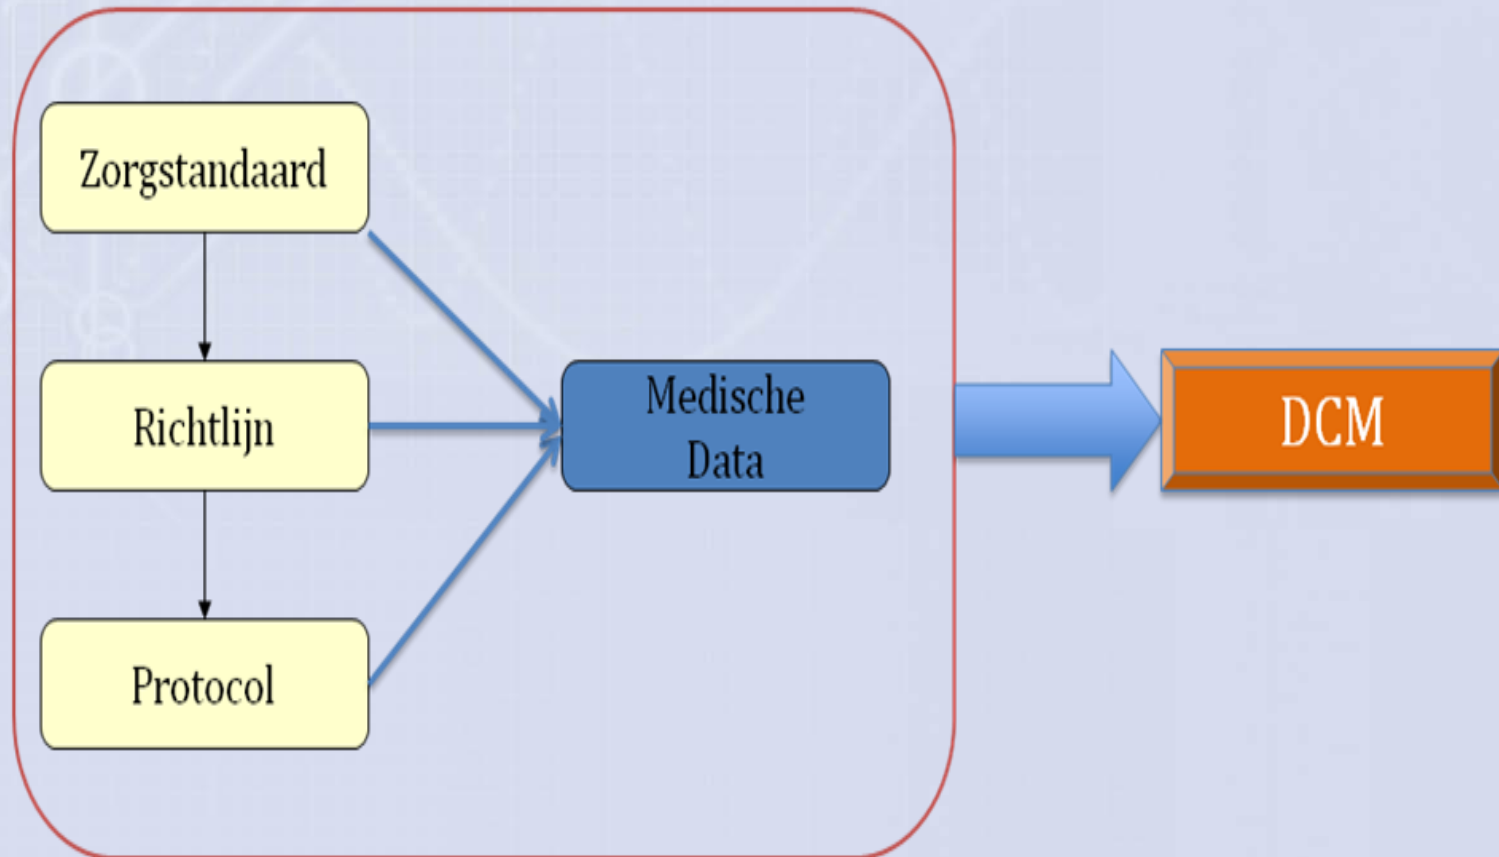 Zorgstandaard
Richtlijn
Protocol
Medische
Data
DCM